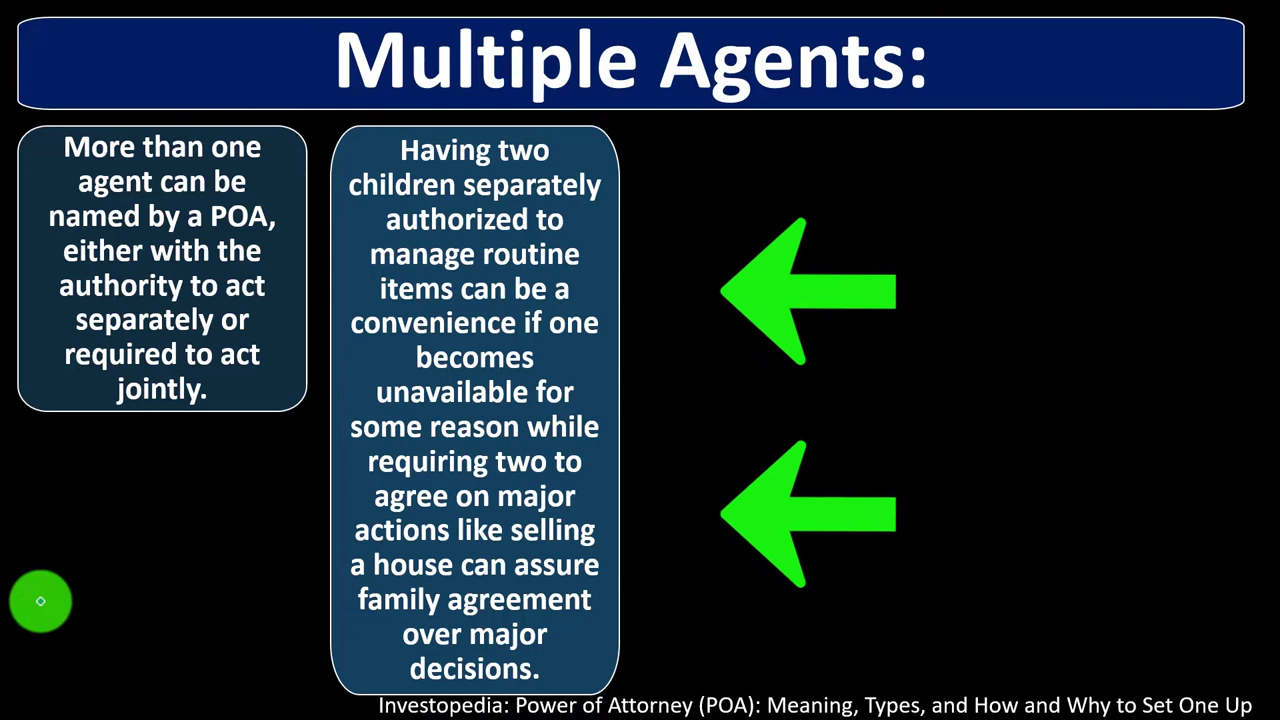 Multiple Agents:
More than one
agent can be
named by a POA,
either with the
authority to act
separately or
required to act
jointly.
Having two
children separately
authorized to
manage routine
items can be a
convenience if one
becomes
unavailable for
some reason while
requiring two to
agree on major
actions like selling
a house can assure
family agreement
over major
decisions.
Investopedia: Power of Attorney (POA): Meaning, Types, and How and Why to Set One Up